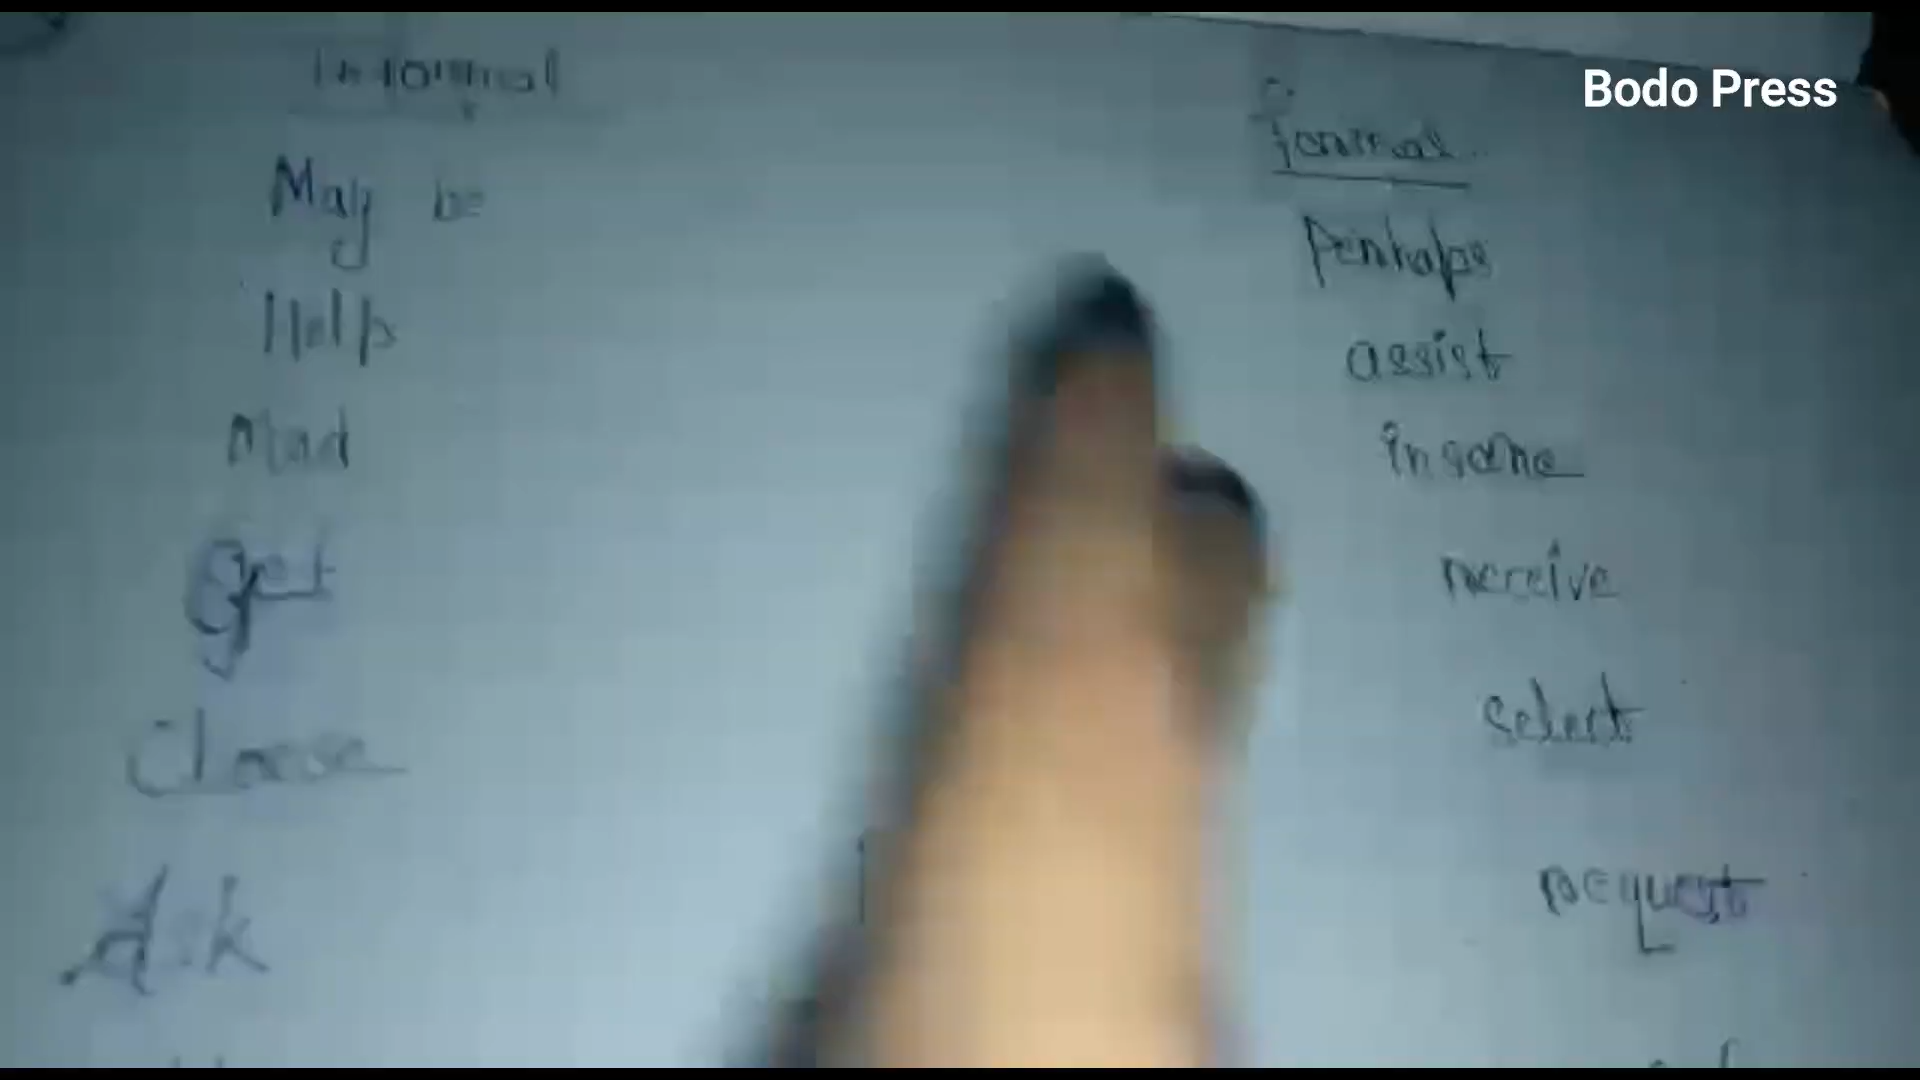 Bodo Press
Informal
formal
May be
Perhaps
Help
assist
Mad
insane
get
receive
choose
select
Ask
request